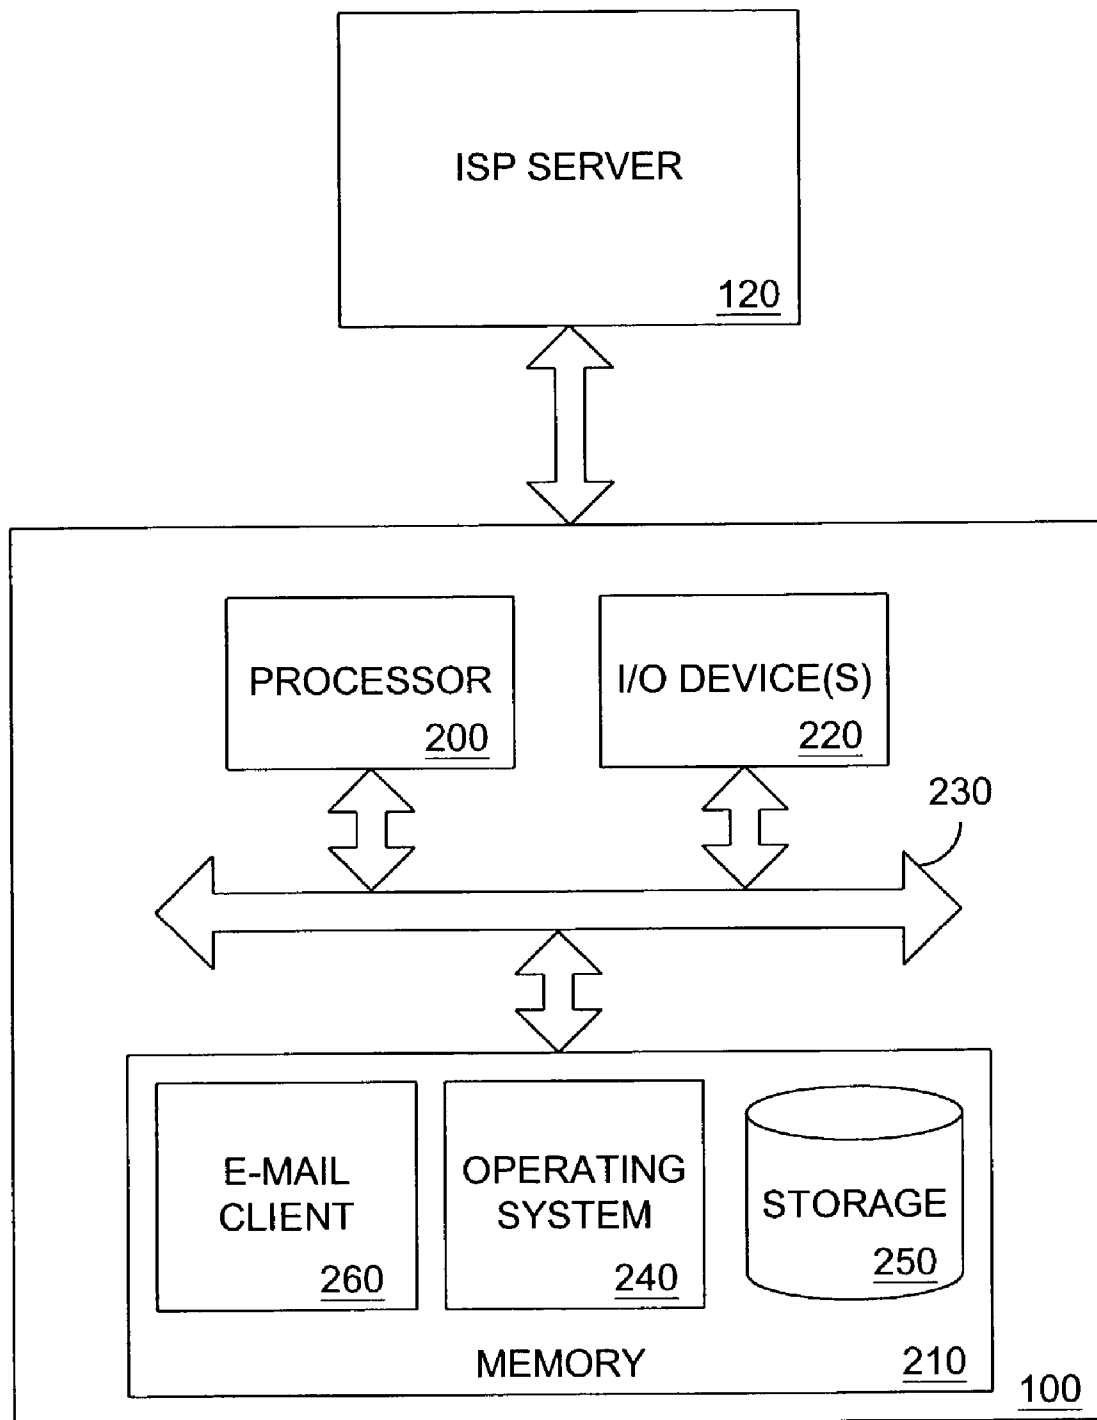 ISP SERVER
120
PROCESSOR
200
I/O DEVICE(S)
220
230
E-MAIL
CLIENT
260
OPERATING
SYSTEM
240
STORAGE
250
MEMORY
210
100